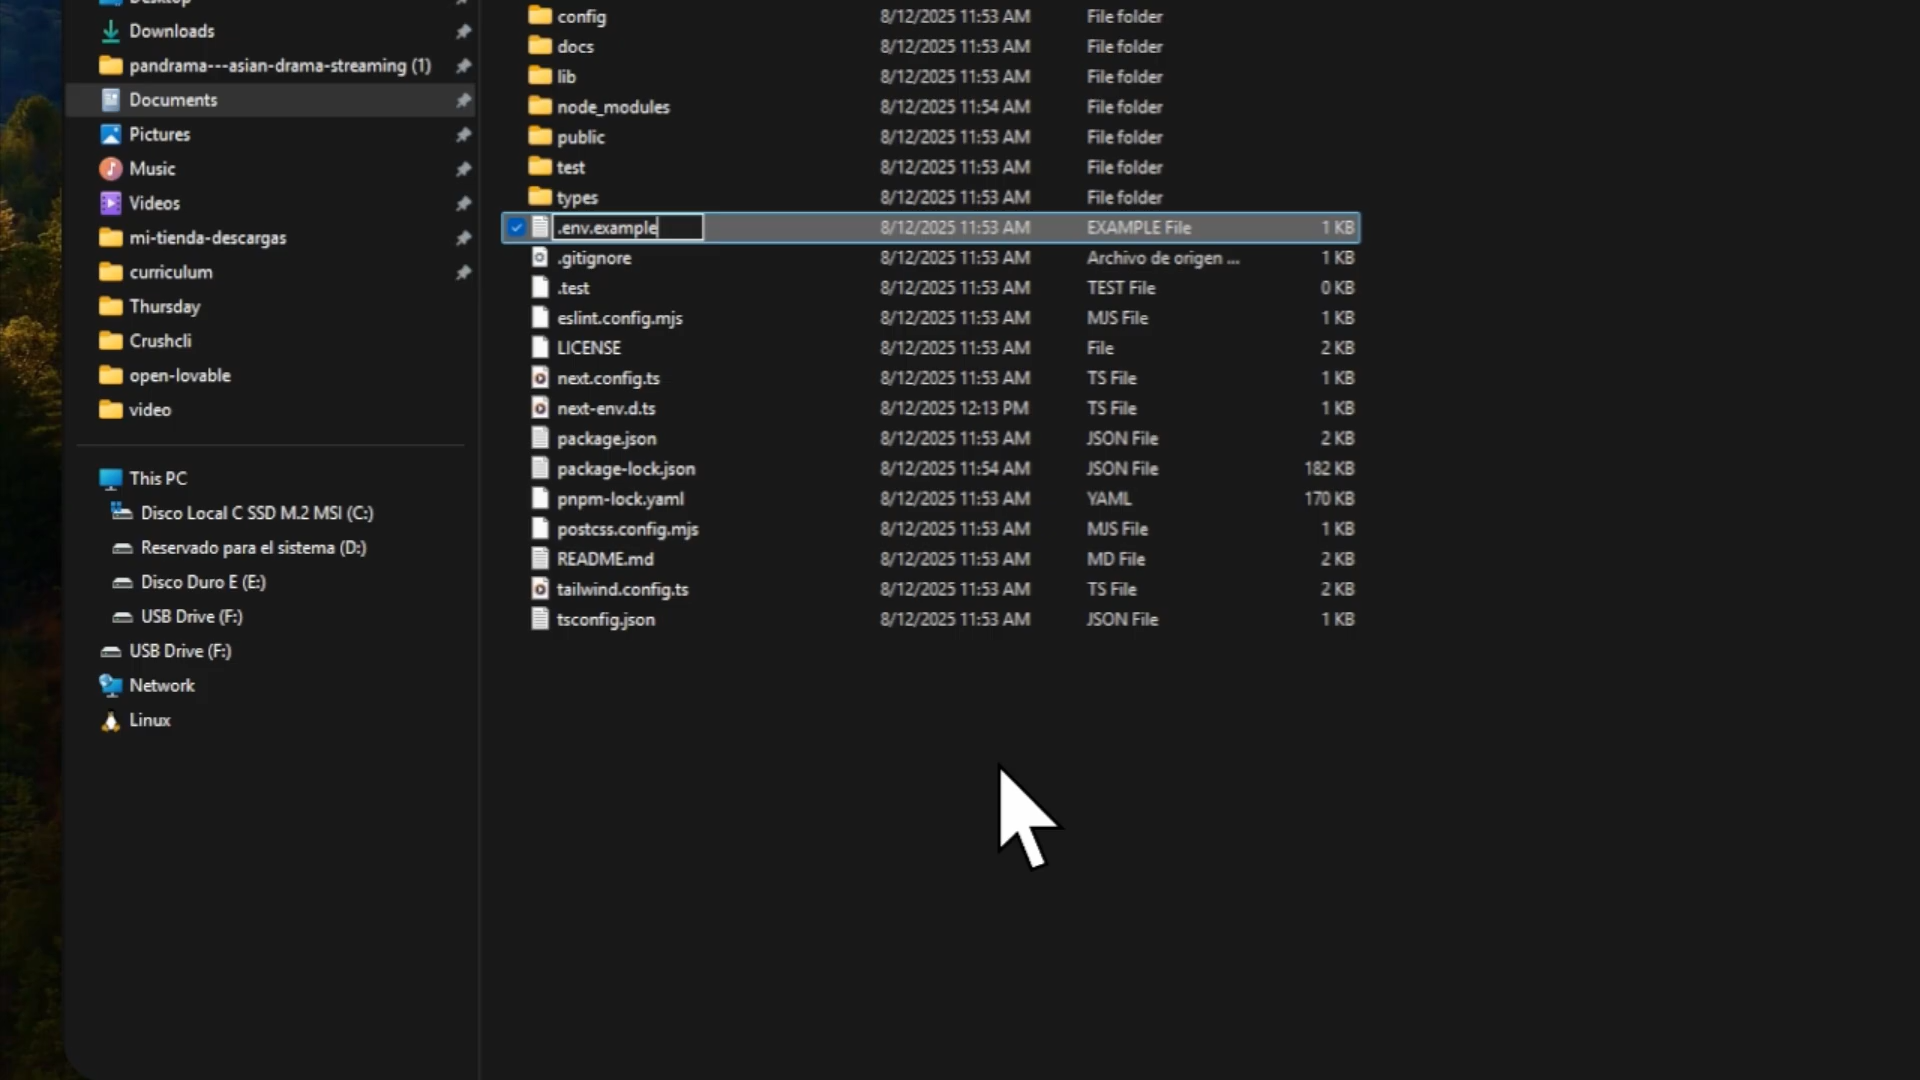 Desktop
Downloads
pandrama---asian-drama-streaming (1)
Documents
Pictures
Music
Videos
mi-tienda-descargas
curriculum
Thursday
Crushcli
open-lovable
video
This PC
Disco Local C SSD M.2 MSI (C:)
Reservado para el sistema (D:)
Disco Duro E (E:)
USB Drive (F:)
USB Drive (F:)
Network
Linux
config 8/12/2025 11:53 AM File folder
docs 8/12/2025 11:53 AM File folder
lib 8/12/2025 11:53 AM File folder
node_modules 8/12/2025 11:54 AM File folder
public 8/12/2025 11:53 AM File folder
test 8/12/2025 11:53 AM File folder
types 8/12/2025 11:53 AM File folder
.env.example 8/12/2025 11:53 AM EXAMPLE File 1 KB
.gitignore 8/12/2025 11:53 AM Archivo de origen ... 1 KB
.test 8/12/2025 11:53 AM TEST File 0 KB
eslint.config.mjs 8/12/2025 11:53 AM MJS File 1 KB
LICENSE 8/12/2025 11:53 AM File 2 KB
next.config.ts 8/12/2025 11:53 AM TS File 1 KB
next-env.d.ts 8/12/2025 12:13 PM TS File 1 KB
package.json 8/12/2025 11:53 AM JSON File 2 KB
package-lock.json 8/12/2025 11:54 AM JSON File 182 KB
pnpm-lock.yaml 8/12/2025 11:53 AM YAML 170 KB
postcss.config.mjs 8/12/2025 11:53 AM MJS File 1 KB
README.md 8/12/2025 11:53 AM MD File 2 KB
tailwind.config.ts 8/12/2025 11:53 AM TS File 2 KB
tsconfig.json 8/12/2025 11:53 AM JSON File 1 KB